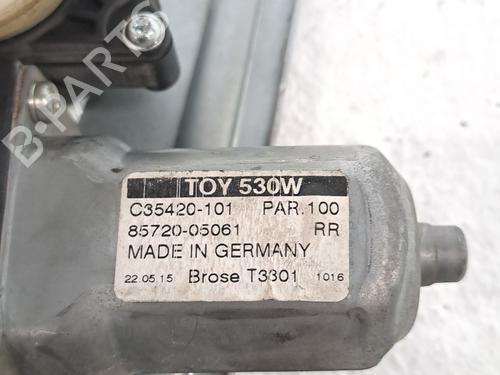 B-PARTS
TOY 530W
C35420-101 PAR.100
85720-05061 RR
MADE IN GERMANY
22.05.15 Brose T3301 1016